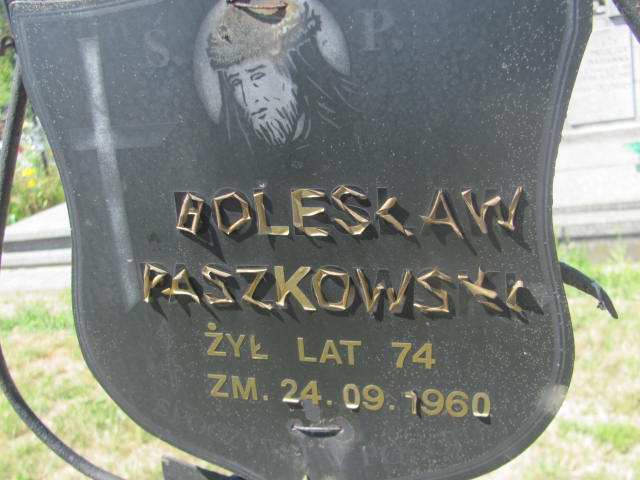 Ś. P.
BOLESŁAW
PASZKOWSKI
ŻYŁ LAT 74
ZM. 24.09.1960